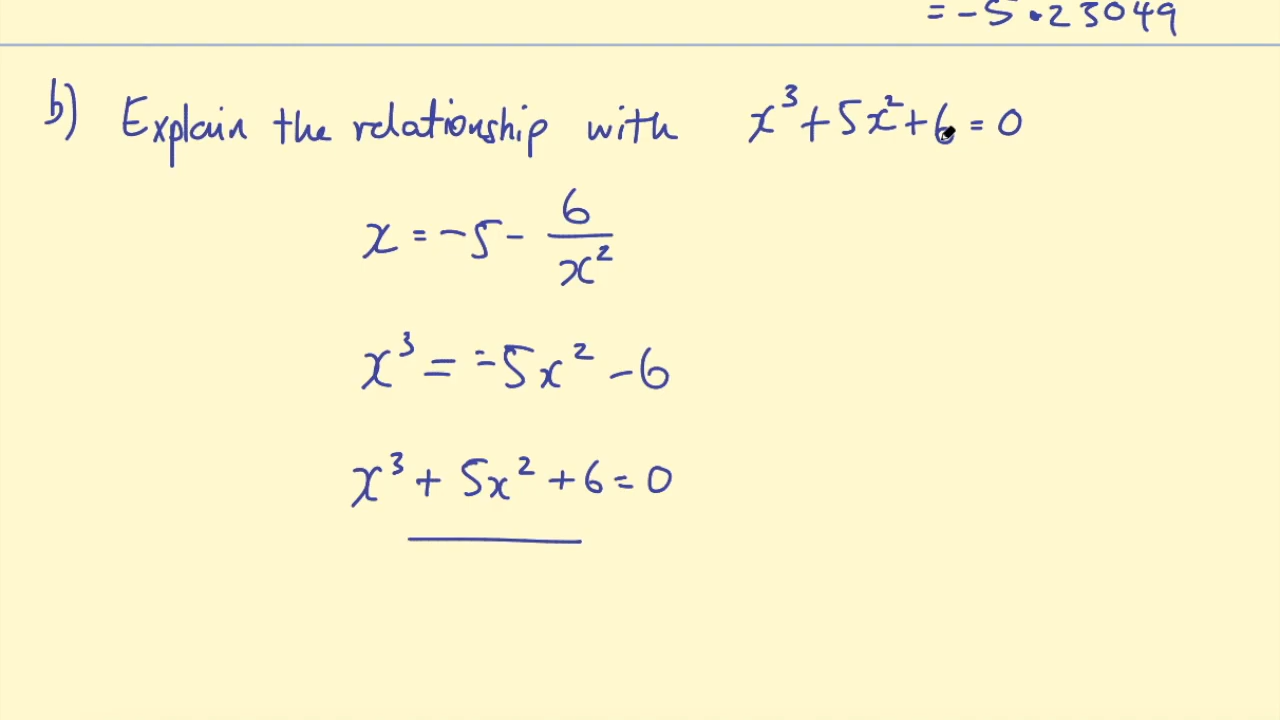 = -5.23049
b) Explain the relationship with x³ + 5x² + 6 = 0
x = -5 - 6/x²
x³ = -5x² - 6
x³ + 5x² + 6 = 0